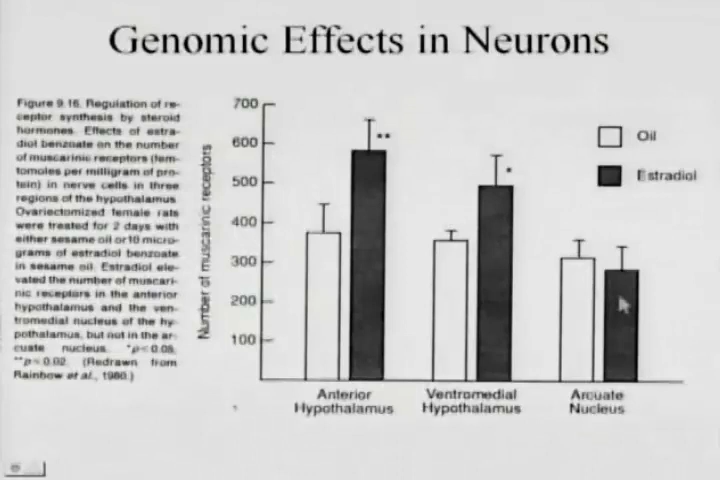 Genomic Effects in Neurons
Figure 9.16. Regulation of re-
ceptor synthesis by steroid
hormones. Effects of estra-
diol benzoate on the number
of muscarinic receptors (fem-
tomoles per milligram of pro-
tein) in nerve cells in three
regions of the hypothalamus.
Ovariectomized female rats
were treated for 2 days with
either sesame oil or 10 micro-
grams of estradiol benzoate
in sesame oil. Estradiol ele-
vated the number of muscari-
nic receptors in the anterior
hypothalamus and the ven-
tromedial nucleus of the hy-
pothalamus, but not in the ar-
cuate nucleus. *p<0.05,
**p<0.02. (Redrawn from
Rainbow et al., 1980.)
Number of muscarinic receptors
700
600
500
400
300
200
100
**
*
Oil
Estradiol
Anterior
Hypothalamus
Ventromedial
Hypothalamus
Arcuate
Nucleus